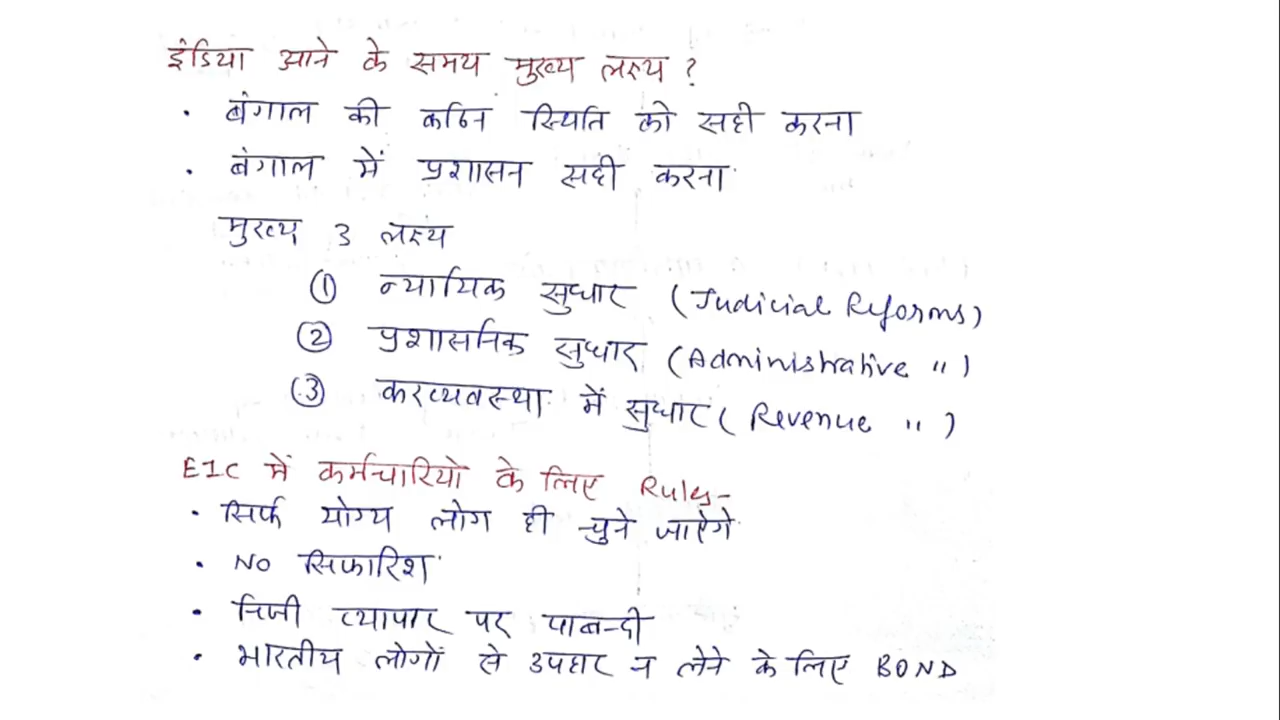 इंडिया आने के समय मुख्य लक्ष्य ?
· बंगाल की कठिन स्थिति को सही करना
· बंगाल में प्रशासन सही करना
मुख्य 3 लक्ष्य
① न्यायिक सुधार (Judicial Reforms)
② प्रशासनिक सुधार (Administrative " )
③ करव्यवस्था में सुधार ( Revenue " )
EIC में कर्मचारियो के लिए Rules-
· सिर्फ योग्य लोग ही चुने जाऐगे
· No सिफारिश
· निजी व्यापार पर पाबन्दी
· भारतीय लोगों से उपहार न लेने के लिए BOND